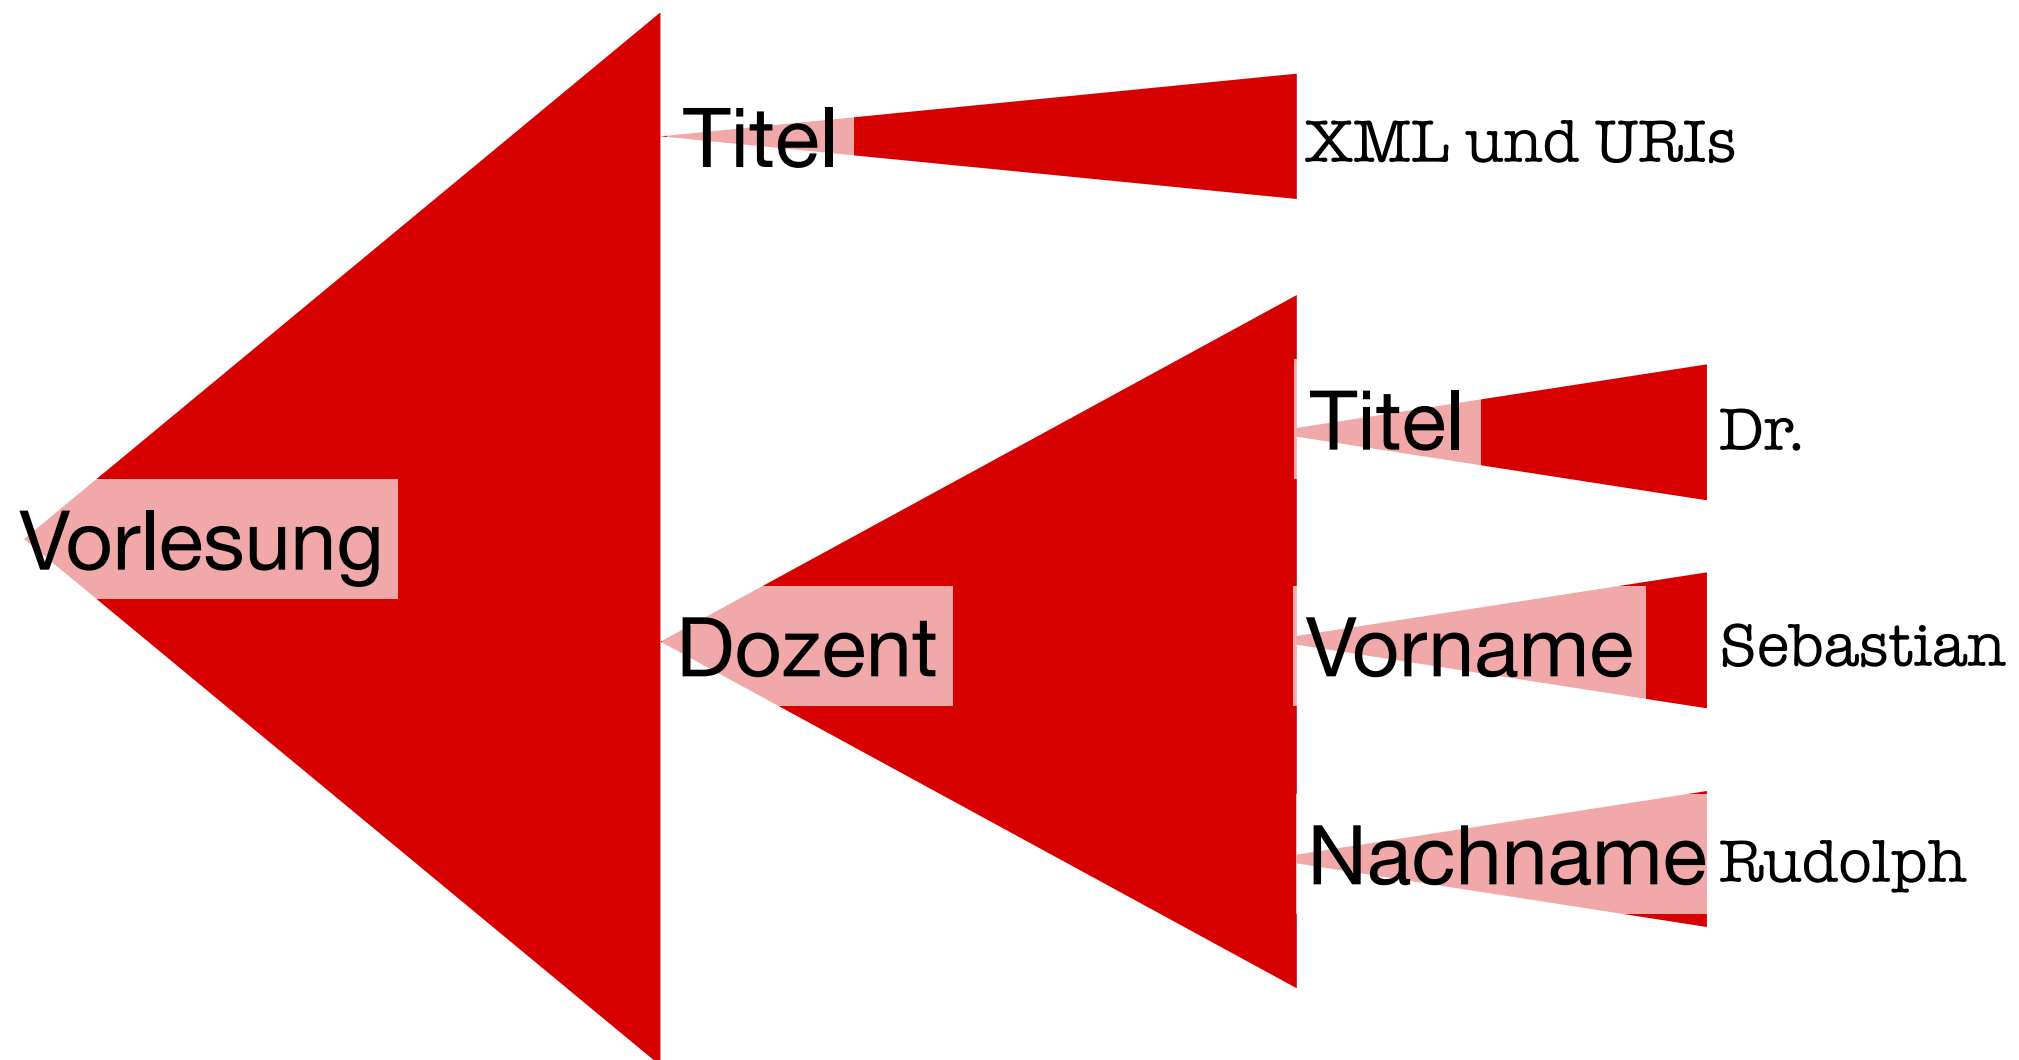 Titel
XML und URIs
Titel
Dr.
Vorlesung
Dozent
Vorname
Sebastian
Nachname
Rudolph